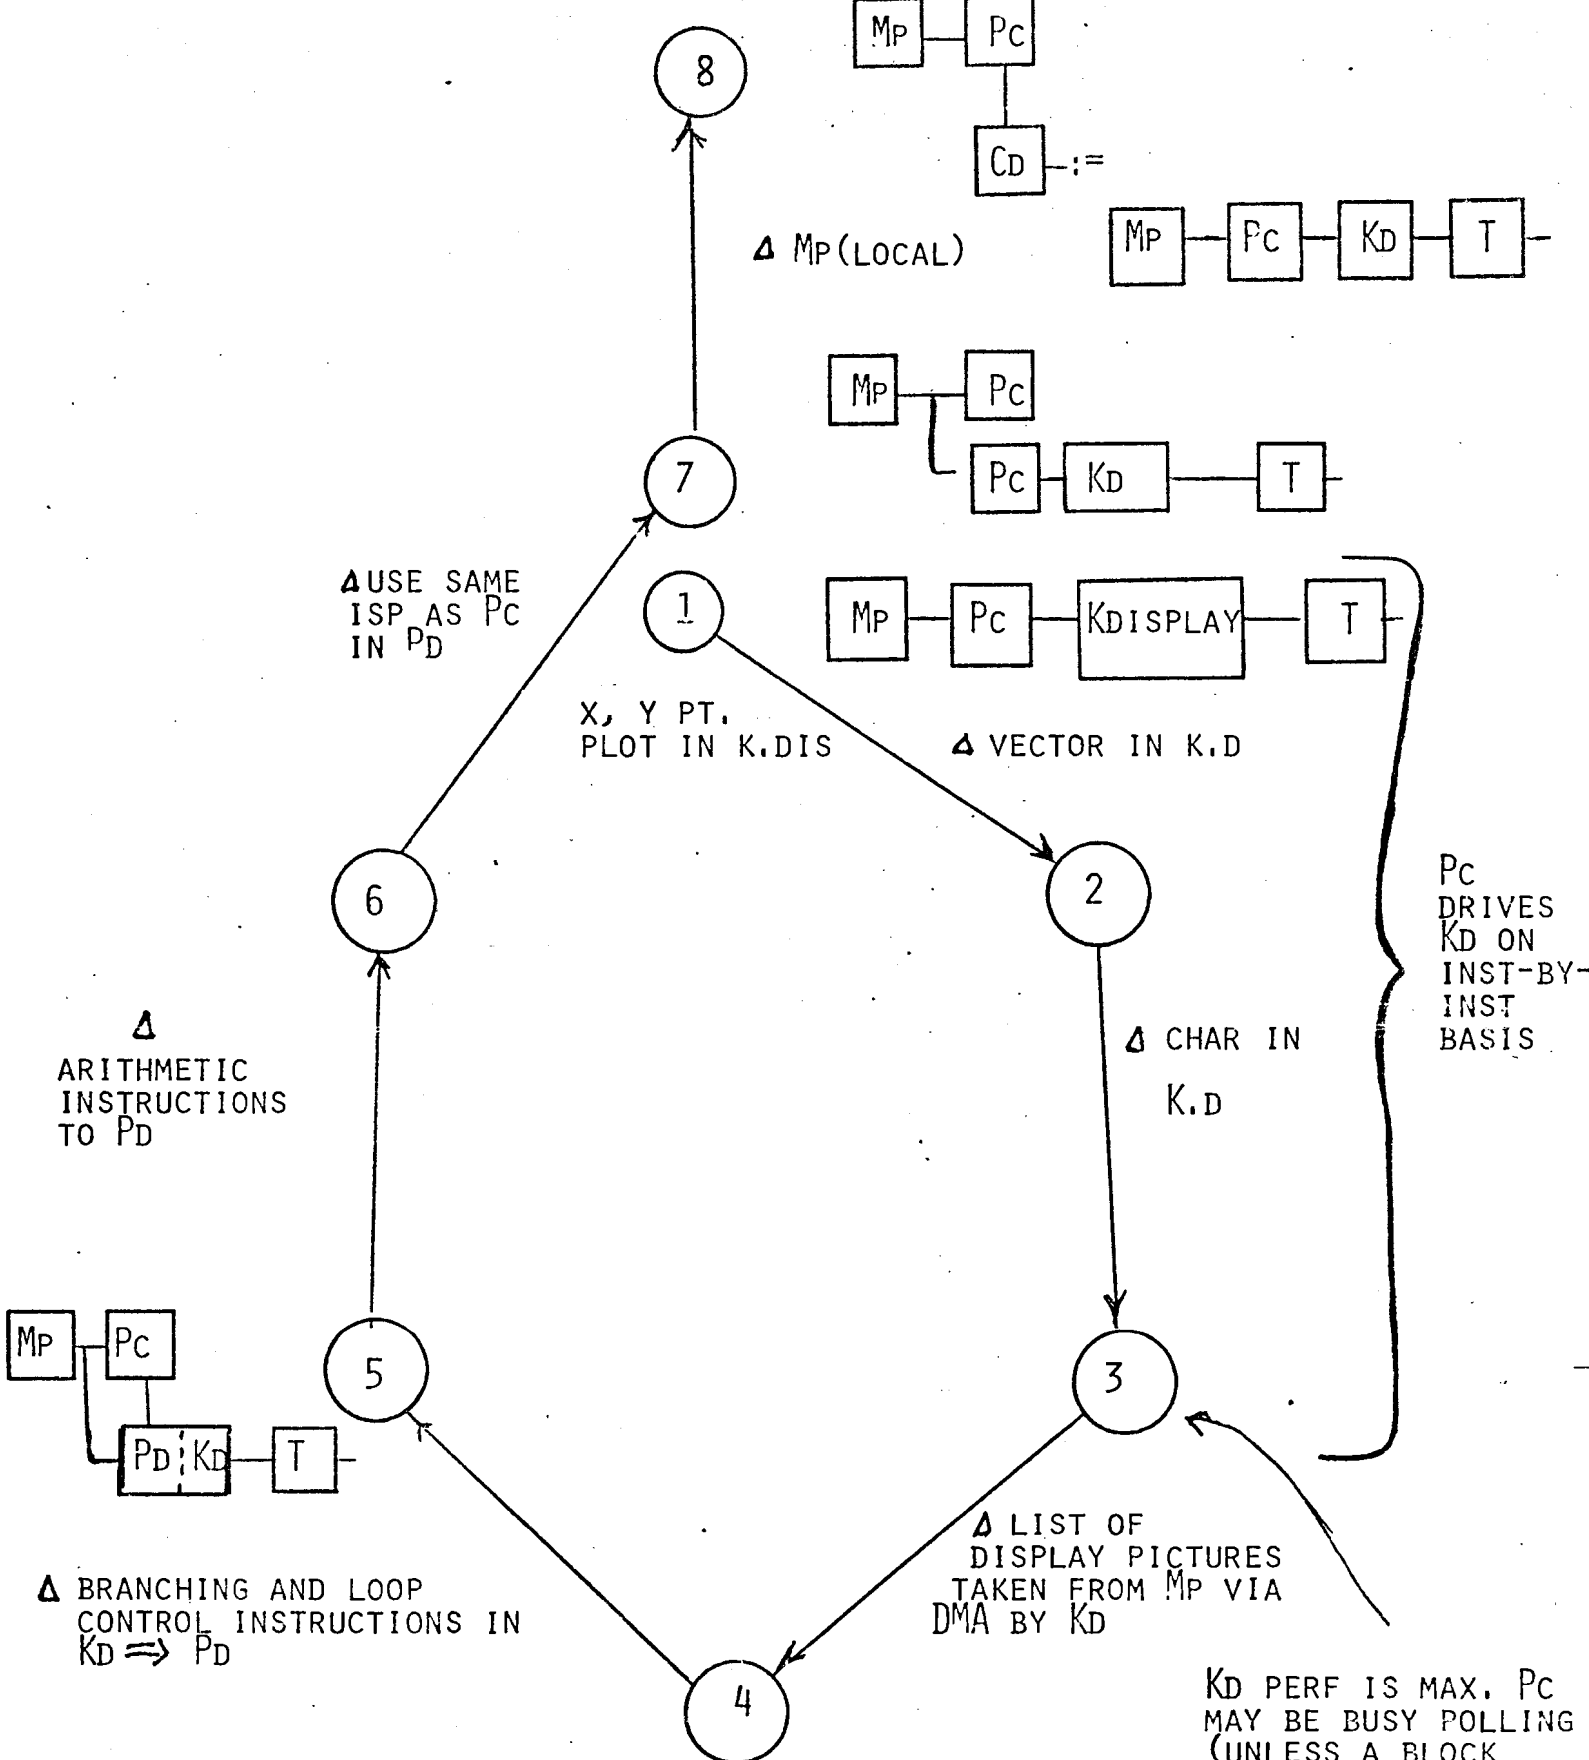 Mp Pc
8
Cd :=
Δ Mp(LOCAL)
Mp Pc Kd T
Mp Pc
7
Pc Kd T
Δ USE SAME
ISP AS Pc
IN Pd
1
Mp Pc KDISPLAY T
X, Y PT.
PLOT IN K.DIS
Δ VECTOR IN K.D
6
2
Pc
DRIVES
Kd ON
INST-BY-
INST
BASIS
Δ
ARITHMETIC
INSTRUCTIONS
TO Pd
Δ CHAR IN
K.D
Mp Pc
5
3
Pd Kd T
Δ LIST OF
DISPLAY PICTURES
TAKEN FROM Mp VIA
DMA BY Kd
Δ BRANCHING AND LOOP
CONTROL INSTRUCTIONS IN
Kd ⇒ Pd
4
Kd PERF IS MAX. Pc
MAY BE BUSY POLLING
(UNLESS A BLOCK